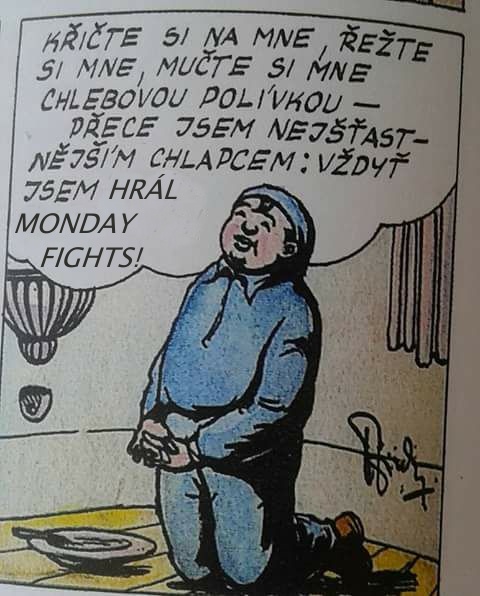 KŘIČTE SI NA MNE, ŘEŽTE
SI MNE, MUČTE SI MNE
CHLEBOVOU POLÍVKOU —
PŘECE JSEM NEJŠŤAST-
NĚJŠÍM CHLAPCEM: VŽDYŤ
JSEM HRÁL
MONDAY
FIGHTS!